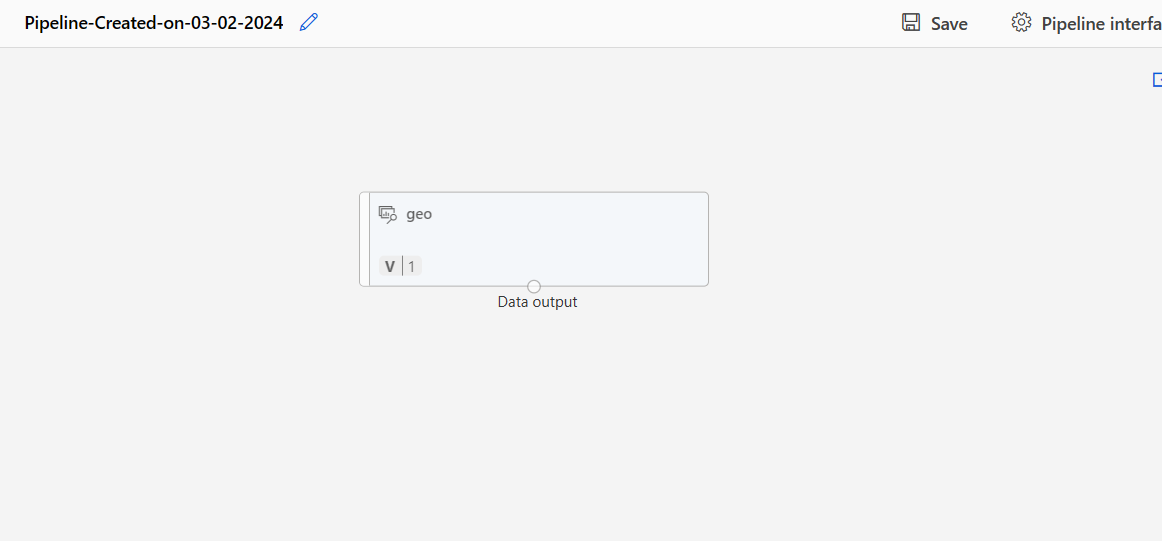 Pipeline-Created-on-03-02-2024
Save
Pipeline interfa
geo
V 1
Data output